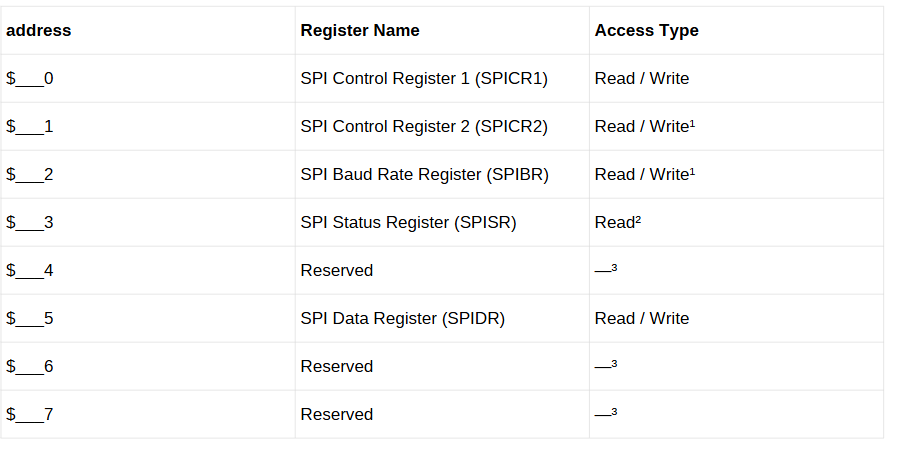 address Register Name Access Type
$___0 SPI Control Register 1 (SPICR1) Read / Write
$___1 SPI Control Register 2 (SPICR2) Read / Write¹
$___2 SPI Baud Rate Register (SPIBR) Read / Write¹
$___3 SPI Status Register (SPISR) Read²
$___4 Reserved —³
$___5 SPI Data Register (SPIDR) Read / Write
$___6 Reserved —³
$___7 Reserved —³